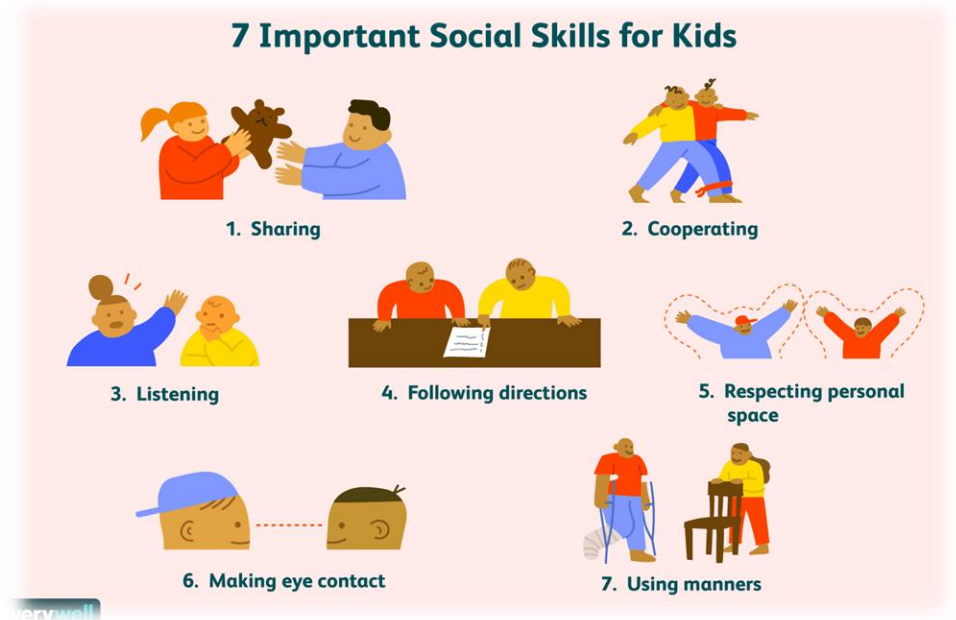 7 Important Social Skills for Kids
1. Sharing
2. Cooperating
3. Listening
4. Following directions
5. Respecting personal
space
6. Making eye contact
7. Using manners
verywell